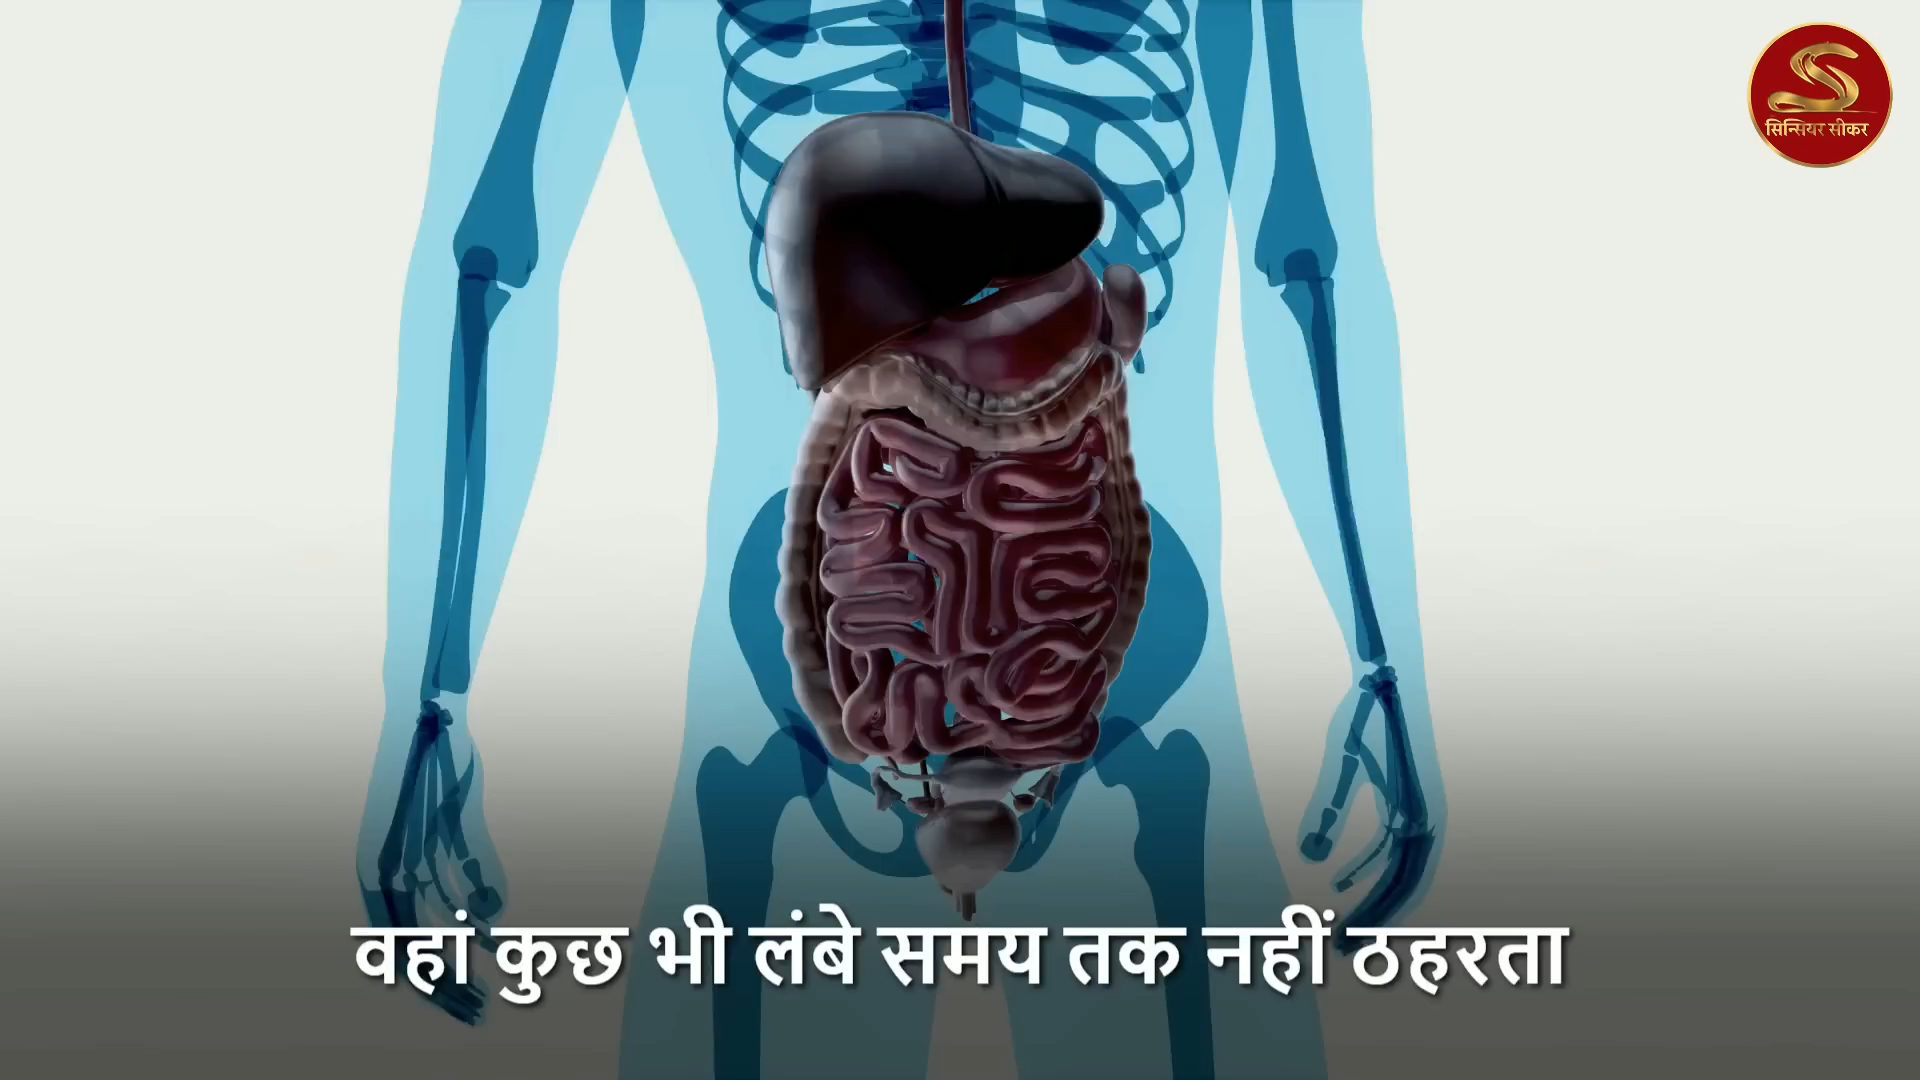 सिन्सियर सीकर
वहां कुछ भी लंबे समय तक नहीं ठहरता